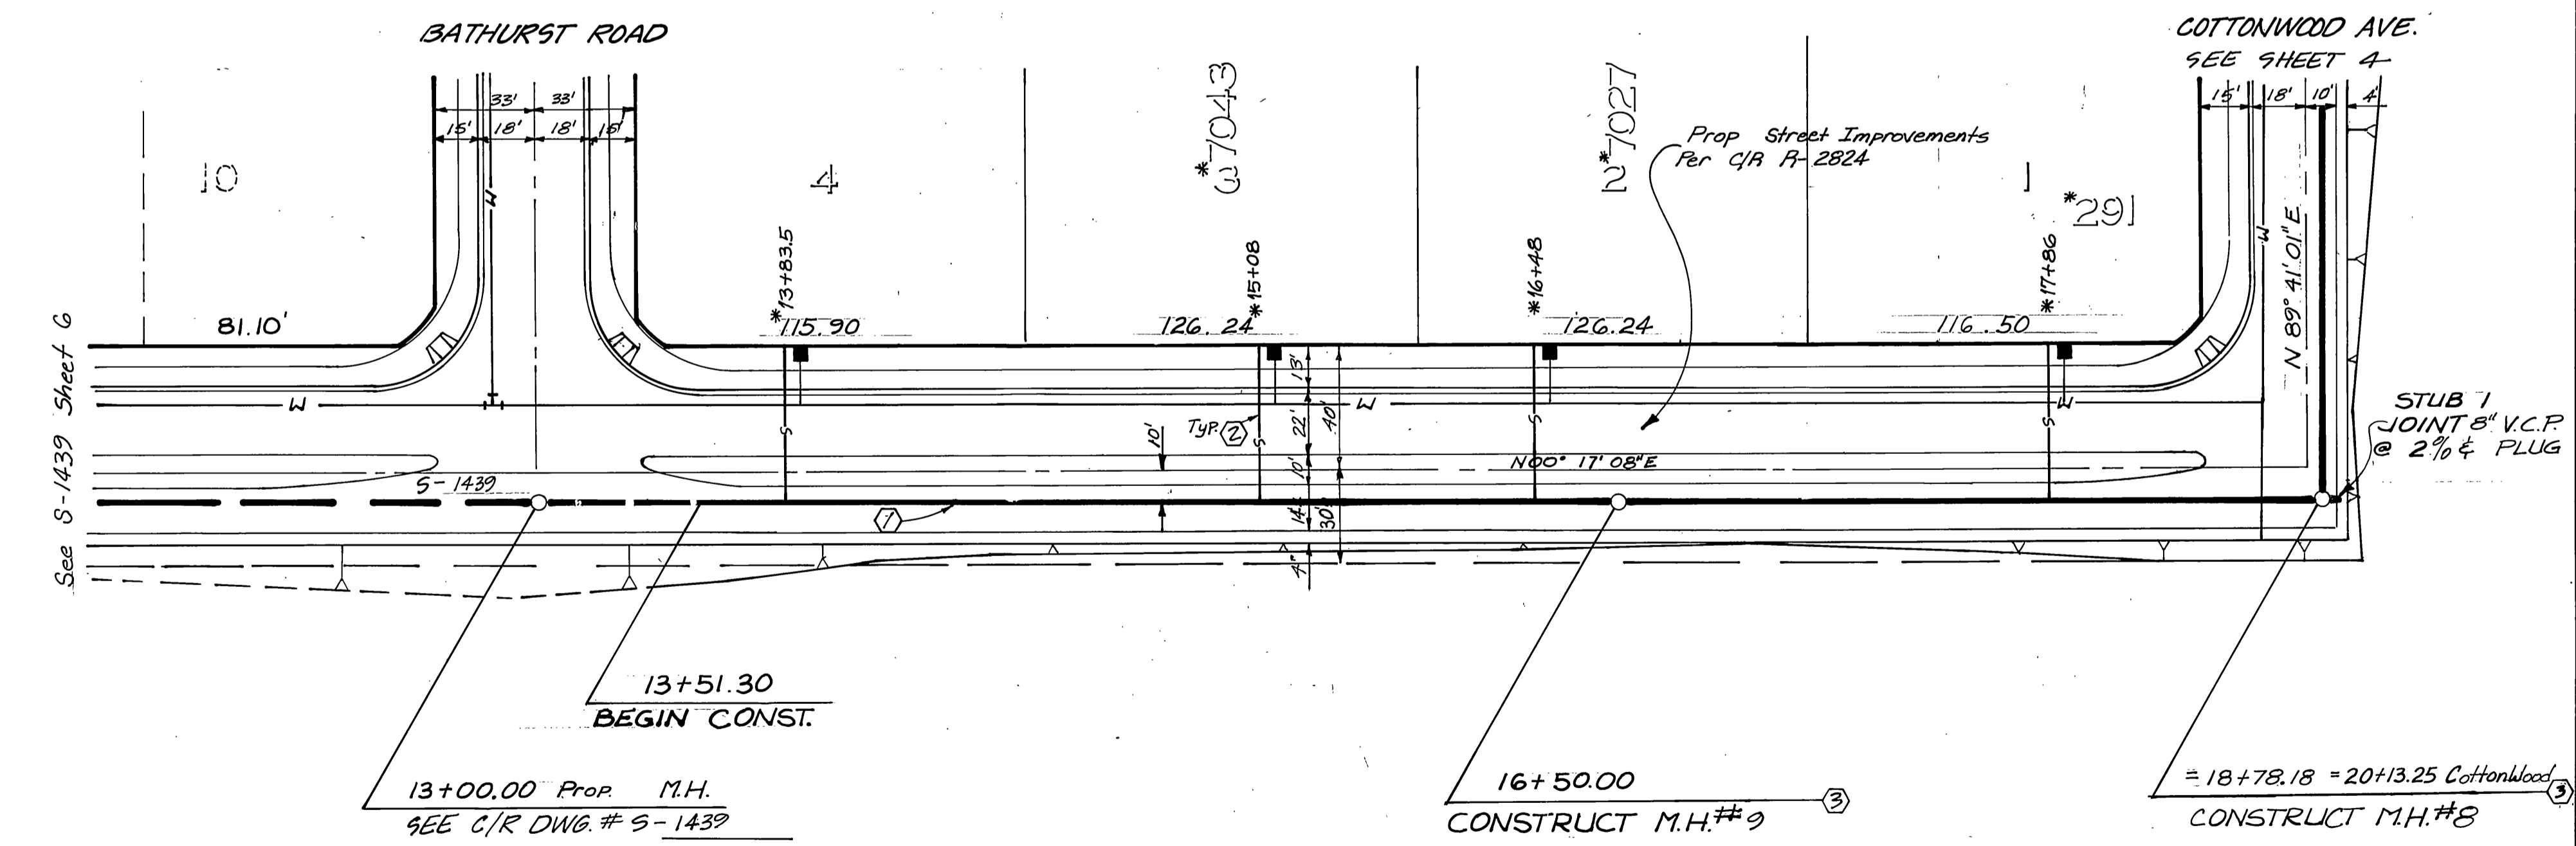 BATHURST ROAD
COTTONWOOD AVE.
SEE SHEET 4
33' 33'
15' 18' 18' 15'
15' 18' 10' 4'
10
4
3 *70443
2 *7027
1
*291
Prop Street Improvements
Per C/R R-2824
*13+83.5
*15+08
*16+48
*17+86
N 89° 41' 01" E
81.10'
115.90
126.24
126.24
116.50
See S-1439 Sheet 6
W
W
W
W
W
W
13'
22'
40'
10'
10'
14'
30'
4'
TYP. 2
S
S
S
S
N00° 17' 08" E
S-1439
1
STUB 1
JOINT 8" V.C.P.
@ 2% & PLUG
13+51.30
BEGIN CONST.
13+00.00 Prop. M.H.
SEE C/R DWG. # S-1439
16+50.00
3
CONSTRUCT M.H.#9
= 18+78.18 = 20+13.25 CottonWood
3
CONSTRUCT M.H.#8